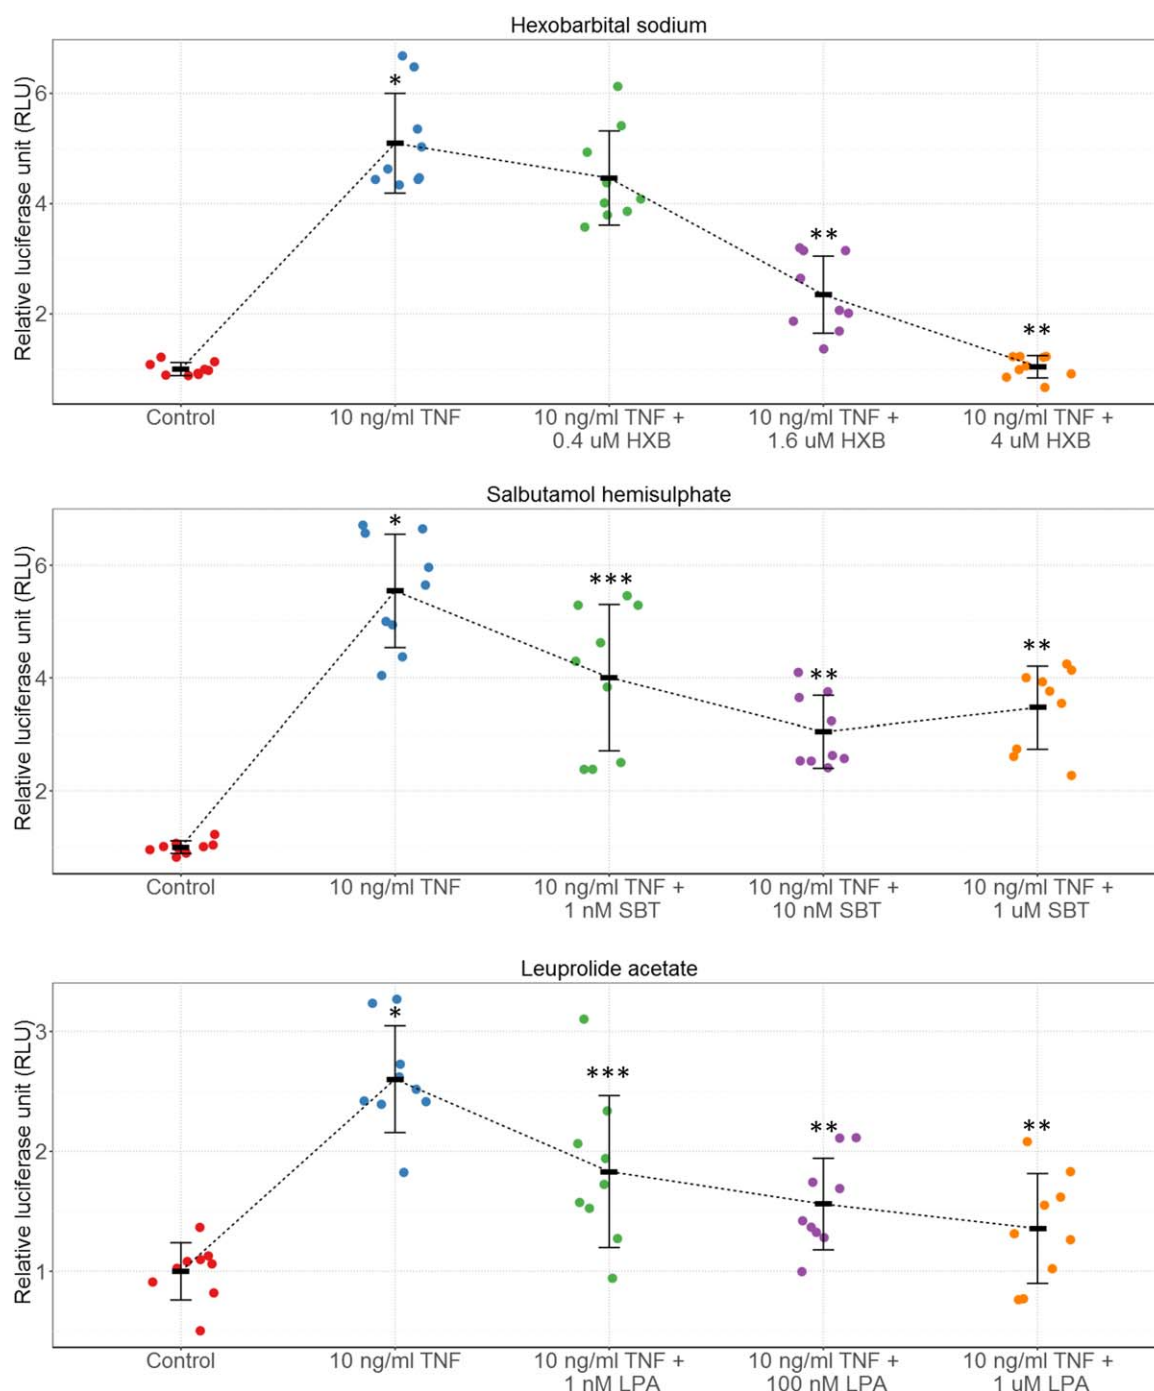 Hexobarbital sodium
Relative luciferase unit (RLU)
6
4
2
*
**
**
Control
10 ng/ml TNF
10 ng/ml TNF +
0.4 uM HXB
10 ng/ml TNF +
1.6 uM HXB
10 ng/ml TNF +
4 uM HXB
Salbutamol hemisulphate
Relative luciferase unit (RLU)
6
4
2
*
***
**
**
Control
10 ng/ml TNF
10 ng/ml TNF +
1 nM SBT
10 ng/ml TNF +
10 nM SBT
10 ng/ml TNF +
1 uM SBT
Leuprolide acetate
Relative luciferase unit (RLU)
3
2
1
*
***
**
**
Control
10 ng/ml TNF
10 ng/ml TNF +
1 nM LPA
10 ng/ml TNF +
100 nM LPA
10 ng/ml TNF +
1 uM LPA